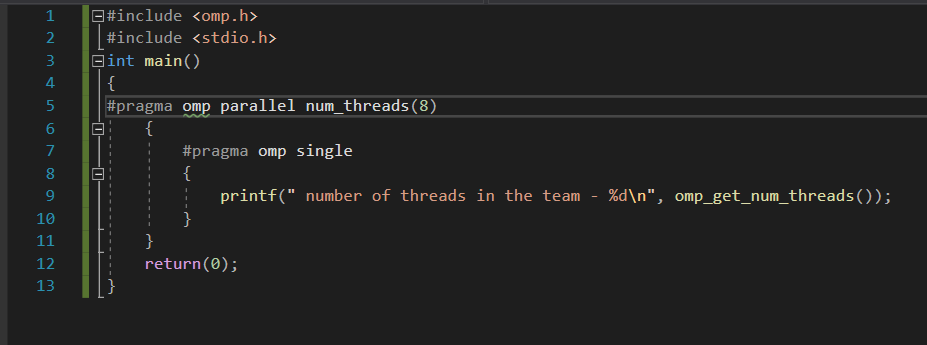 1 #include <omp.h>
2 #include <stdio.h>
3 int main()
4 {
5 #pragma omp parallel num_threads(8)
6 {
7 #pragma omp single
8 {
9 printf(" number of threads in the team - %d\n", omp_get_num_threads());
10 }
11 }
12 return(0);
13 }